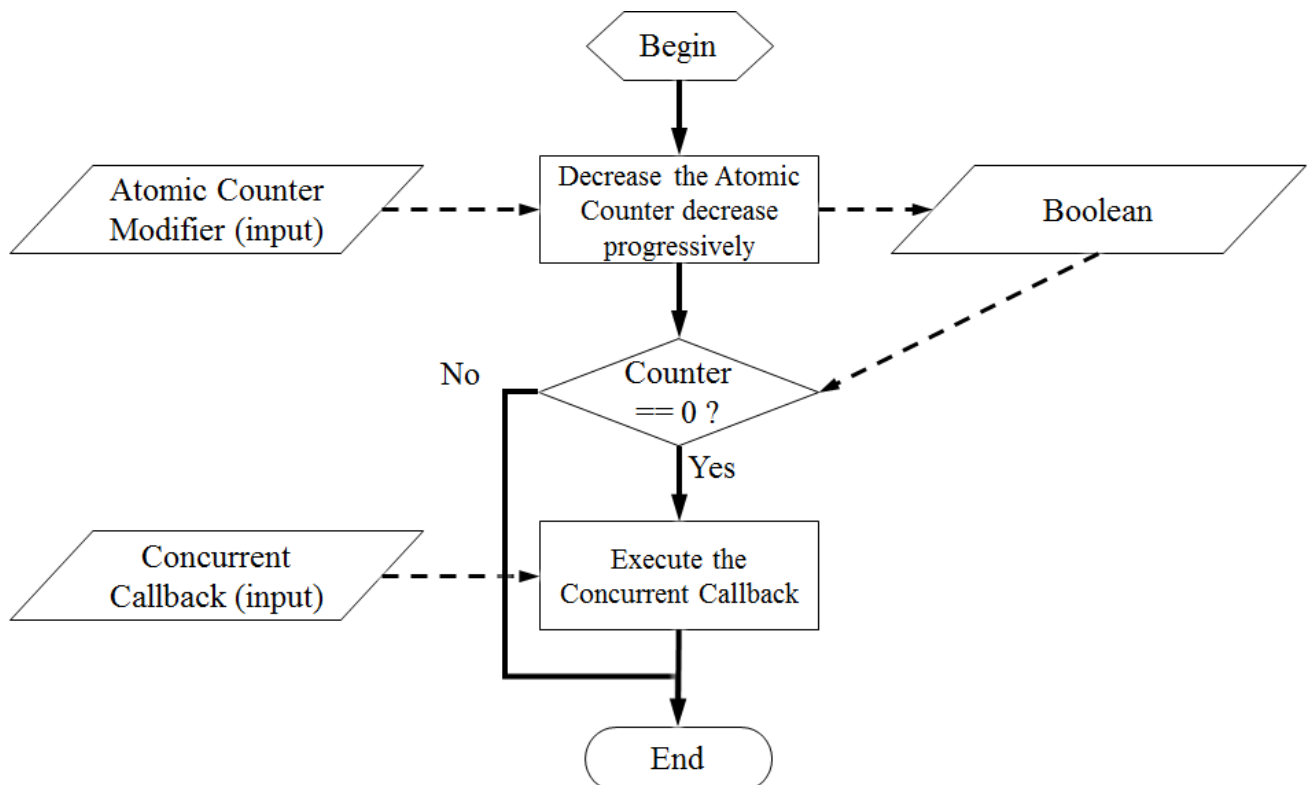 Begin
Atomic Counter
Modifier (input)
Decrease the Atomic
Counter decrease
progressively
Boolean
No
Counter
== 0 ?
Yes
Concurrent
Callback (input)
Execute the
Concurrent Callback
End